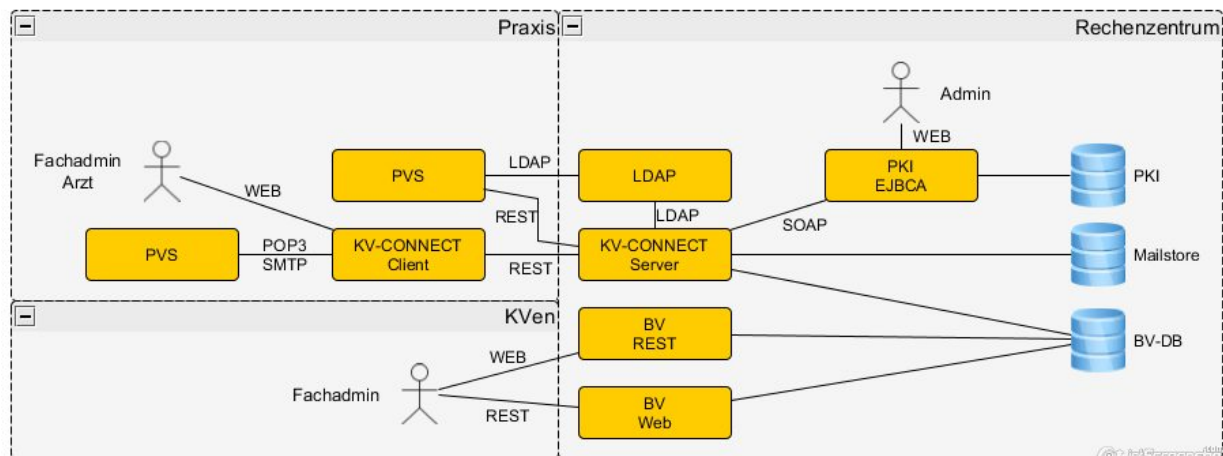 Praxis
Rechenzentrum
Admin
WEB
Fachadmin
Arzt
WEB
PVS
LDAP
LDAP
PKI
EJBCA
PKI
REST
LDAP
SOAP
PVS
POP3
SMTP
KV-CONNECT
Client
REST
KV-CONNECT
Server
Mailstore
KVen
BV
REST
BV-DB
WEB
Fachadmin
REST
BV
Web